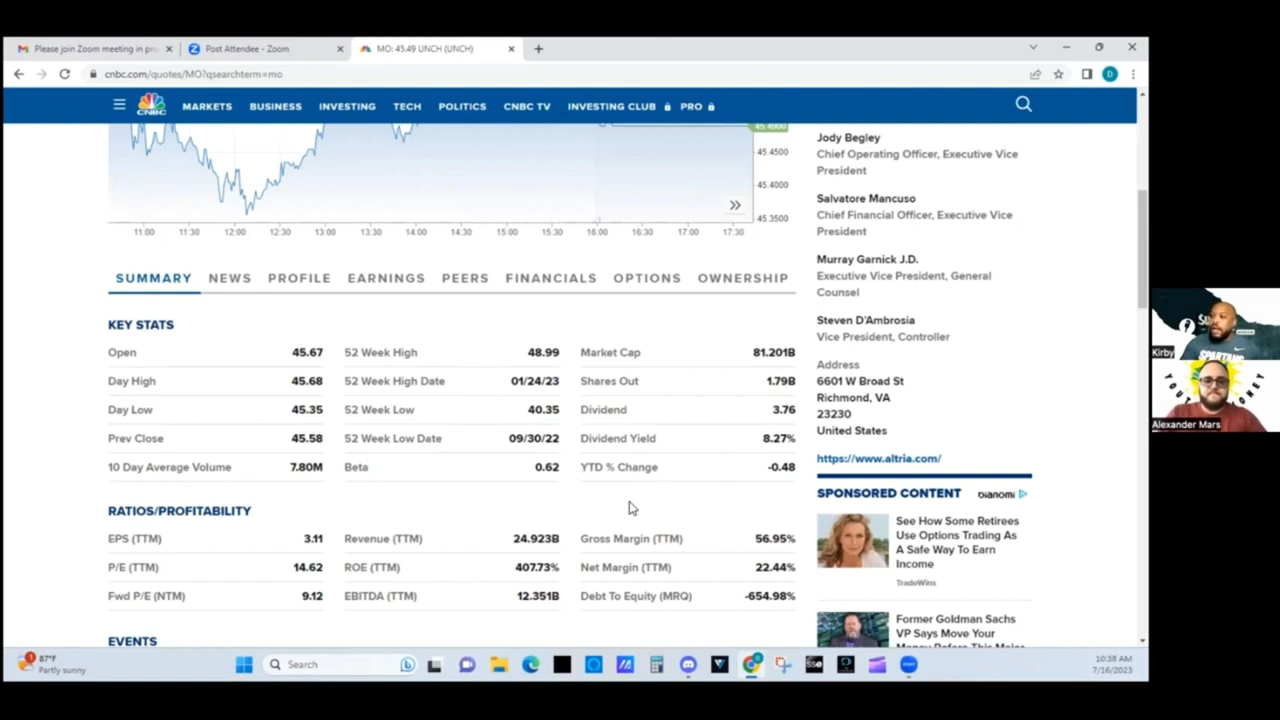 Please join Zoom meeting in pro
Post Attendee - Zoom
MO: 45.49 UNCH (UNCH)
cnbc.com/quotes/MO?qsearchterm=mo
D
CNBC
MARKETS BUSINESS INVESTING TECH POLITICS CNBC TV INVESTING CLUB PRO
45.4900
45.4500
45.4000
45.3500
11:00 11:30 12:00 12:30 13:00 13:30 14:00 14:30 15:00 15:30 16:00 16:30 17:00 17:30
SUMMARY NEWS PROFILE EARNINGS PEERS FINANCIALS OPTIONS OWNERSHIP
KEY STATS
Open 45.67 52 Week High 48.99 Market Cap 81.201B
Day High 45.68 52 Week High Date 01/24/23 Shares Out 1.79B
Day Low 45.35 52 Week Low 40.35 Dividend 3.76
Prev Close 45.58 52 Week Low Date 09/30/22 Dividend Yield 8.27%
10 Day Average Volume 7.80M Beta 0.62 YTD % Change -0.48
RATIOS/PROFITABILITY
EPS (TTM) 3.11 Revenue (TTM) 24.923B Gross Margin (TTM) 56.95%
P/E (TTM) 14.62 ROE (TTM) 407.73% Net Margin (TTM) 22.44%
Fwd P/E (NTM) 9.12 EBITDA (TTM) 12.351B Debt To Equity (MRQ) -654.98%
EVENTS
Jody Begley
Chief Operating Officer, Executive Vice
President
Salvatore Mancuso
Chief Financial Officer, Executive Vice
President
Murray Garnick J.D.
Executive Vice President, General
Counsel
Steven D'Ambrosia
Vice President, Controller
Address
6601 W Broad St
Richmond, VA
23230
United States
https://www.altria.com/
SPONSORED CONTENT
DIANOMI
See How Some Retirees
Use Options Trading As
A Safe Way To Earn
Income
TradeWins
Former Goldman Sachs
VP Says Move Your
Money Before This Major
1
87°F
Partly sunny
Search
10:38 AM
7/16/2023
SPARTANS
Kirby
Alexander Mars